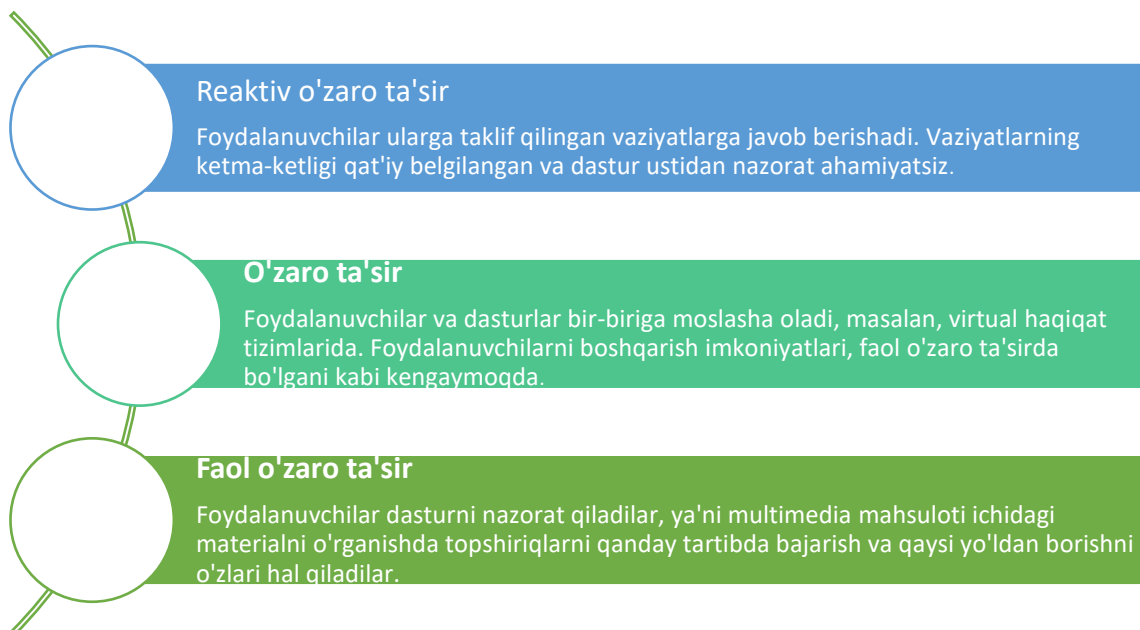 Reaktiv o'zaro ta'sir
Foydalanuvchilar ularga taklif qilingan vaziyatlarga javob berishadi. Vaziyatlarning
ketma-ketligi qat'iy belgilangan va dastur ustidan nazorat ahamiyatsiz.
O'zaro ta'sir
Foydalanuvchilar va dasturlar bir-biriga moslasha oladi, masalan, virtual haqiqat
tizimlarida. Foydalanuvchilarni boshqarish imkoniyatlari, faol o'zaro ta'sirda
bo'lgani kabi kengaymoqda.
Faol o'zaro ta'sir
Foydalanuvchilar dasturni nazorat qiladilar, ya'ni multimedia mahsuloti ichidagi
materialni o'rganishda topshiriqlarni qanday tartibda bajarish va qaysi yo'ldan borishni
o'zlari hal qiladilar.